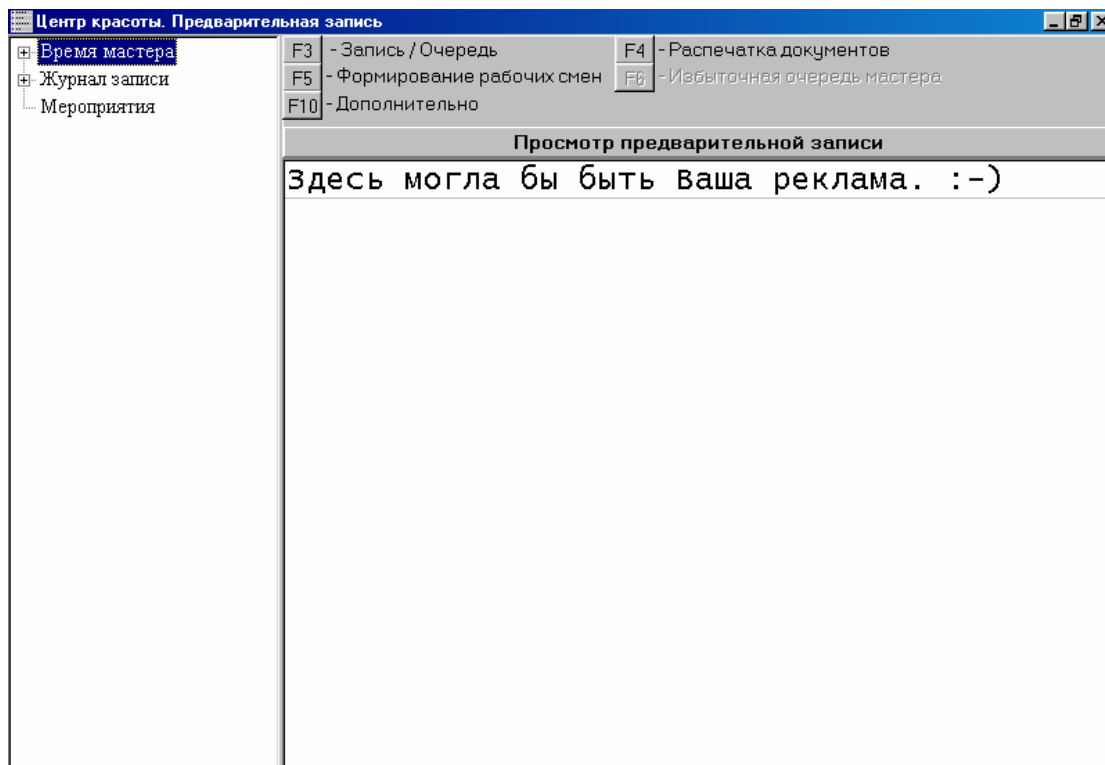 Центр красоты. Предварительная запись
Время мастера
Журнал записи
Мероприятия
F3 - Запись / Очередь F4 - Распечатка документов
F5 - Формирование рабочих смен F6 - Избыточная очередь мастера
F10 - Дополнительно
Просмотр предварительной записи
Здесь могла бы быть Ваша реклама. :-)